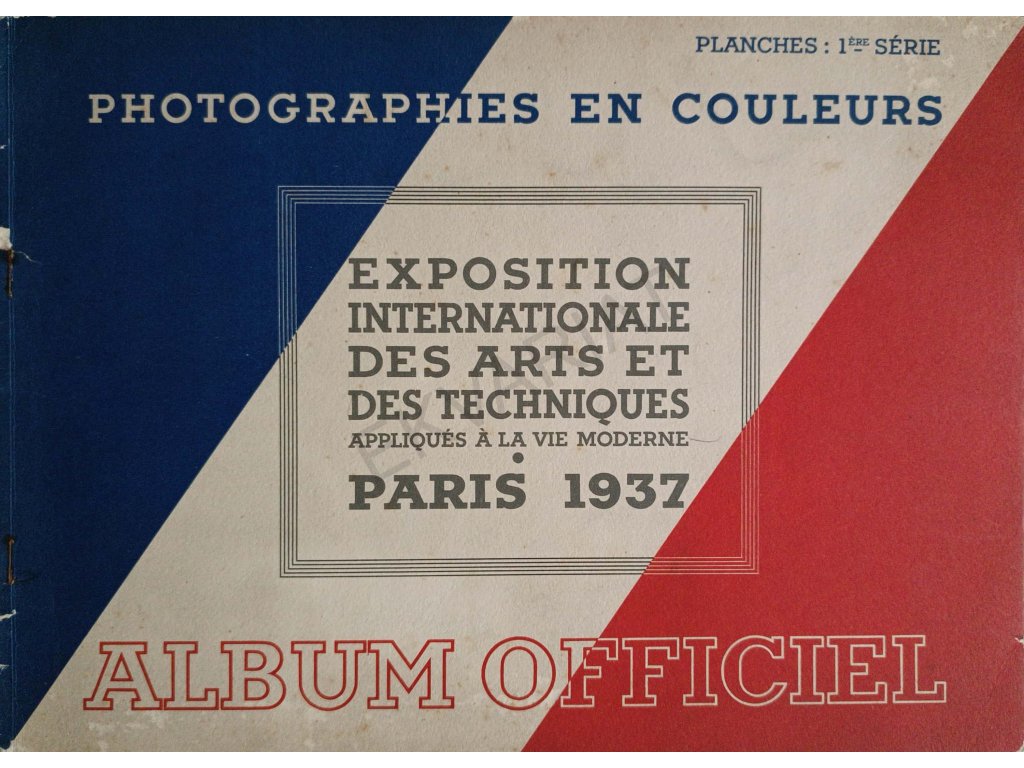 PLANCHES : 1ÈRE SÉRIE
PHOTOGRAPHIES EN COULEURS
EXPOSITION
INTERNATIONALE
DES ARTS ET
DES TECHNIQUES
APPLIQUÉS À LA VIE MODERNE
PARIS 1937
ALBUM OFFICIEL